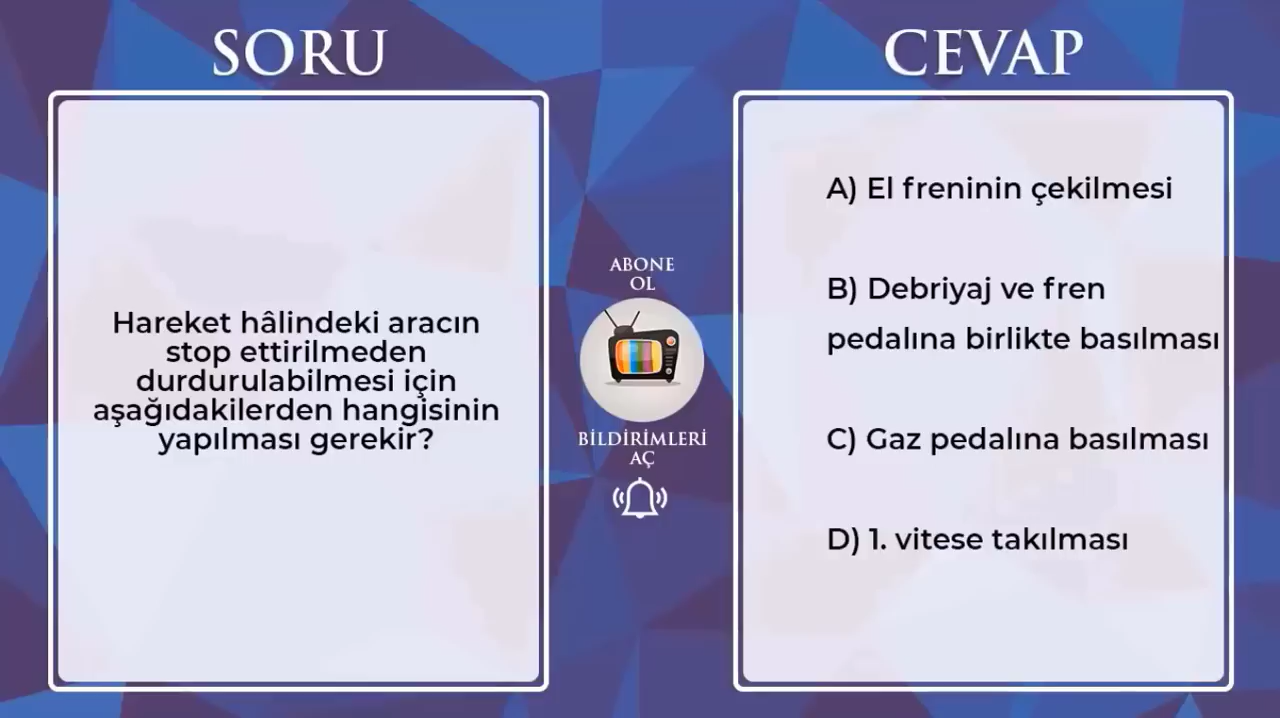 SORU
Hareket hâlindeki aracın
stop ettirilmeden
durdurulabilmesi için
aşağıdakilerden hangisinin
yapılması gerekir?
ABONE
OL
BİLDİRİMLERİ
AÇ
CEVAP
A) El freninin çekilmesi
B) Debriyaj ve fren
pedalına birlikte basılması
C) Gaz pedalına basılması
D) 1. vitese takılması